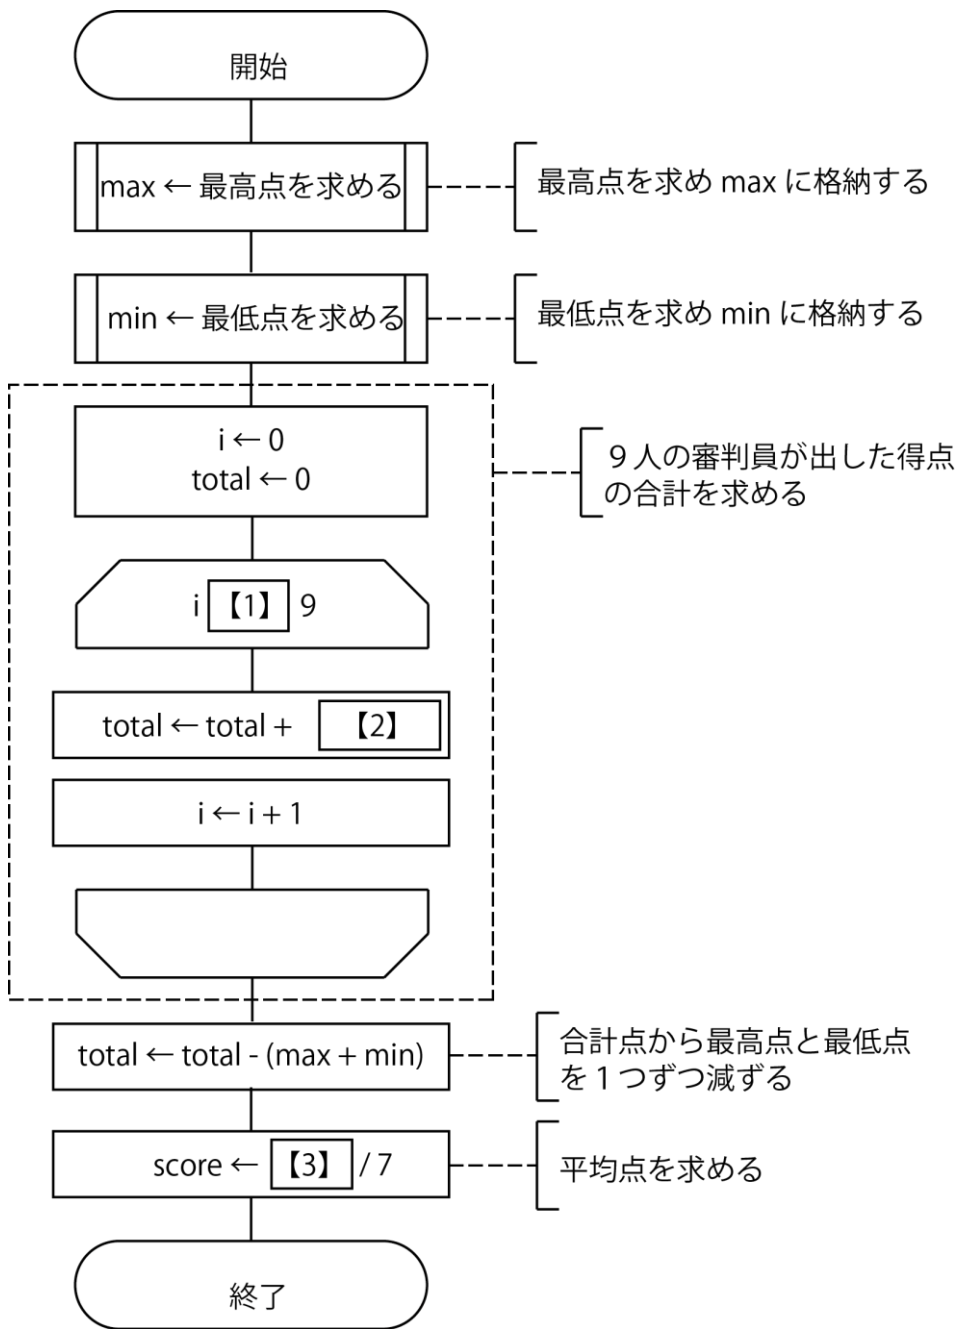 開始
max ← 最高点を求める
最高点を求め max に格納する
min ← 最低点を求める
最低点を求め min に格納する
i ← 0
total ← 0
9 人の審判員が出した得点
の合計を求める
i 【1】 9
total ← total + 【2】
i ← i + 1
total ← total - (max + min)
合計点から最高点と最低点
を 1 つずつ減ずる
score ← 【3】 / 7
平均点を求める
終了